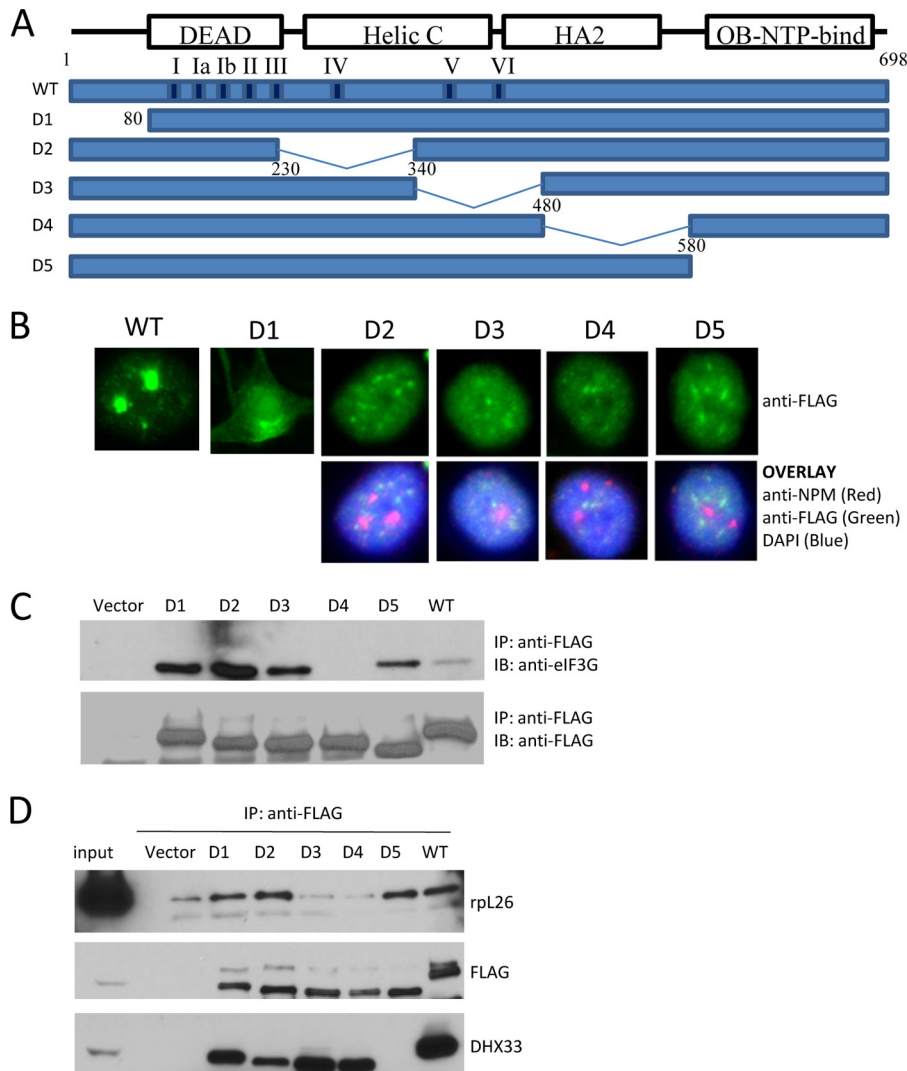 A
DEAD Helic C HA2 OB-NTP-bind
1 698
I Ia Ib II III IV V VI
WT
D1 80
D2
230 340
D3
480
D4
580
D5
B
WT D1 D2 D3 D4 D5
anti-FLAG
OVERLAY
anti-NPM (Red)
anti-FLAG (Green)
DAPI (Blue)
C
Vector D1 D2 D3 D4 D5 WT
IP: anti-FLAG
IB: anti-eIF3G
IP: anti-FLAG
IB: anti-FLAG
D
IP: anti-FLAG
input Vector D1 D2 D3 D4 D5 WT
rpL26
FLAG
DHX33